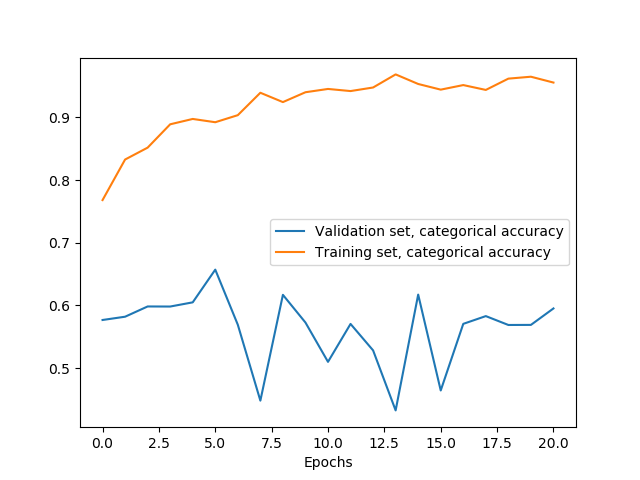 0.9
0.8
0.7
0.6
0.5
Validation set, categorical accuracy
Training set, categorical accuracy
0.0 2.5 5.0 7.5 10.0 12.5 15.0 17.5 20.0
Epochs